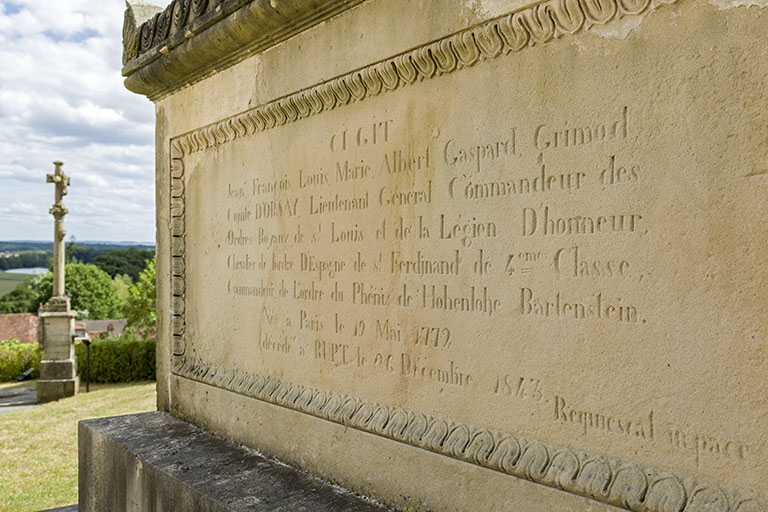 CI GIT
Jean, François, Louis, Marie, Albert, Gaspard, Grimod,
Comte D'ORSAY, Lieutenant Général Commandeur des
Ordres Royaux de st Louis et de la Légion D'honneur,
Chevalier de l'ordre D'Espagne de st Ferdinand de 4eme Classe,
Commandeur de L'ordre du Phénix de Hohenlohe Bartenstein.
Né à Paris le 19 Mai 1772,
décédé à RUPT, le 26 Décembre 1843.
Requiescat in pace